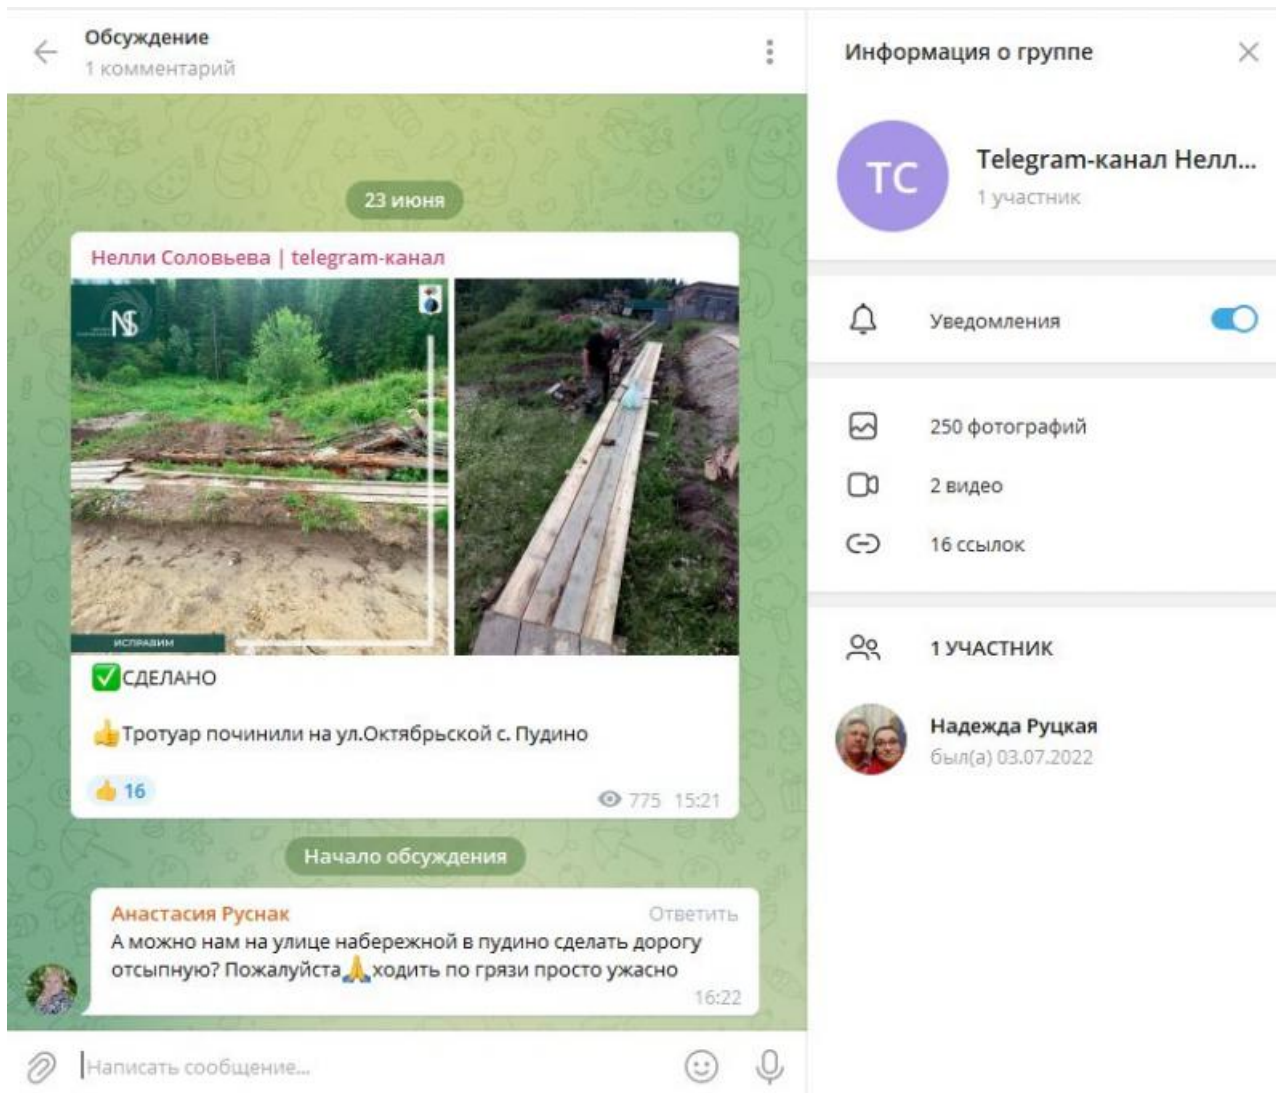 Обсуждение
1 комментарий
23 июня
Нелли Соловьева | telegram-канал
NS
ИСПРАВИМ
✅СДЕЛАНО
👍Тротуар починили на ул.Октябрьской с. Пудино
👍 16
775 15:21
Начало обсуждения
Анастасия Руснак
Ответить
А можно нам на улице набережной в пудино сделать дорогу
отсыпную? Пожалуйста🙏ходить по грязи просто ужасно
16:22
Написать сообщение...
Информация о группе
ТС
Telegram-канал Нелл...
1 участник
Уведомления
250 фотографий
2 видео
16 ссылок
1 УЧАСТНИК
Надежда Руцкая
был(а) 03.07.2022